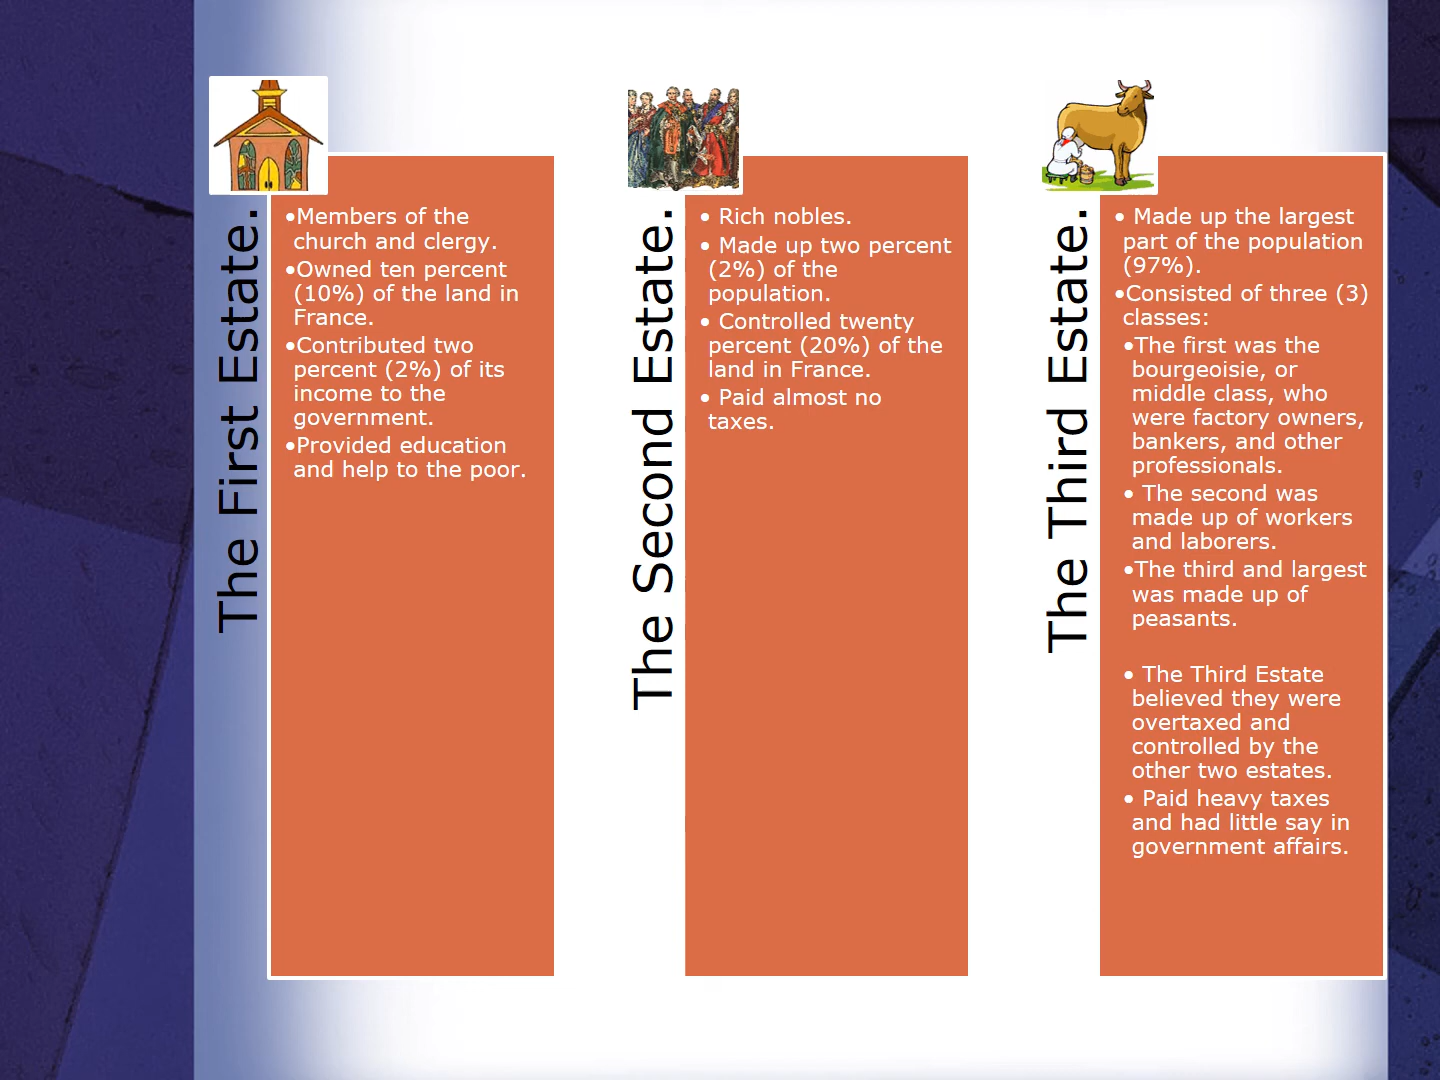 The First Estate.
•Members of the
church and clergy.
•Owned ten percent
(10%) of the land in
France.
•Contributed two
percent (2%) of its
income to the
government.
•Provided education
and help to the poor.
The Second Estate.
• Rich nobles.
• Made up two percent
(2%) of the
population.
• Controlled twenty
percent (20%) of the
land in France.
• Paid almost no
taxes.
The Third Estate.
• Made up the largest
part of the population
(97%).
•Consisted of three (3)
classes:
•The first was the
bourgeoisie, or
middle class, who
were factory owners,
bankers, and other
professionals.
• The second was
made up of workers
and laborers.
•The third and largest
was made up of
peasants.
• The Third Estate
believed they were
overtaxed and
controlled by the
other two estates.
• Paid heavy taxes
and had little say in
government affairs.